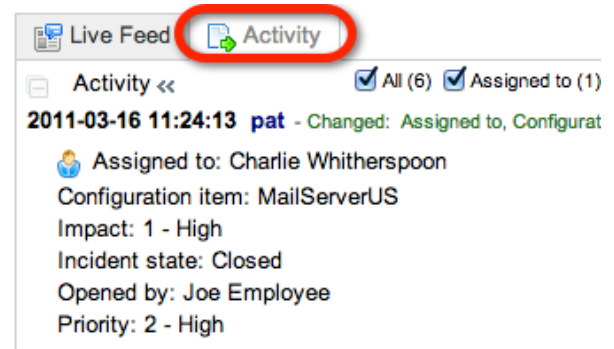 Live Feed Activity
Activity << All (6) Assigned to (1)
2011-03-16 11:24:13 pat - Changed: Assigned to, Configurat
Assigned to: Charlie Whitherspoon
Configuration item: MailServerUS
Impact: 1 - High
Incident state: Closed
Opened by: Joe Employee
Priority: 2 - High